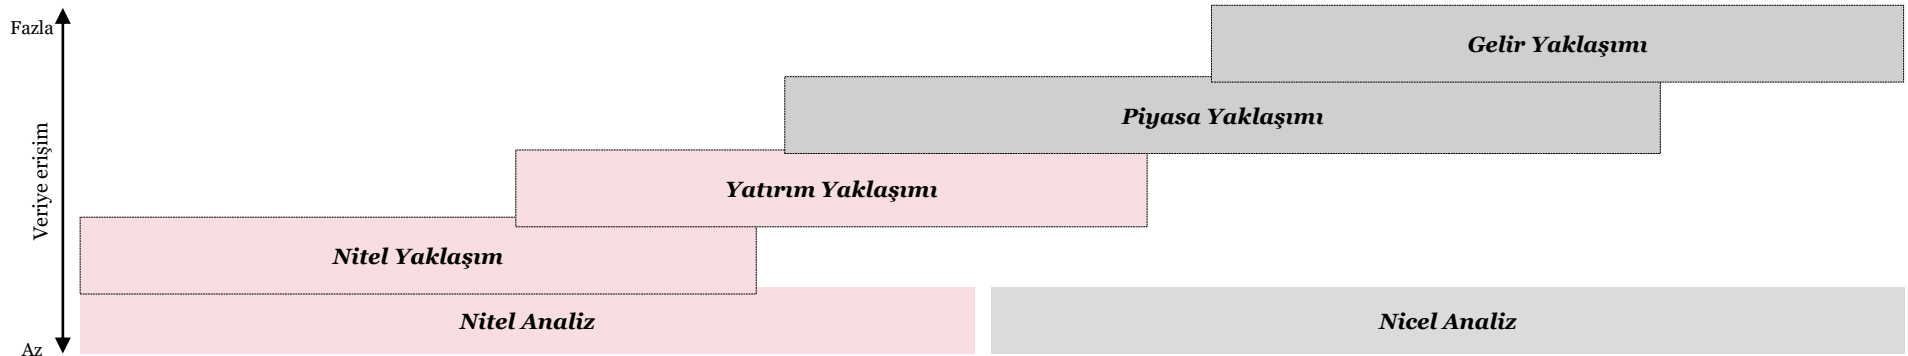 Fazla
Gelir Yaklaşımı
Piyasa Yaklaşımı
Veriye erişim
Yatırım Yaklaşımı
Nitel Yaklaşım
Nitel Analiz
Nicel Analiz
Az